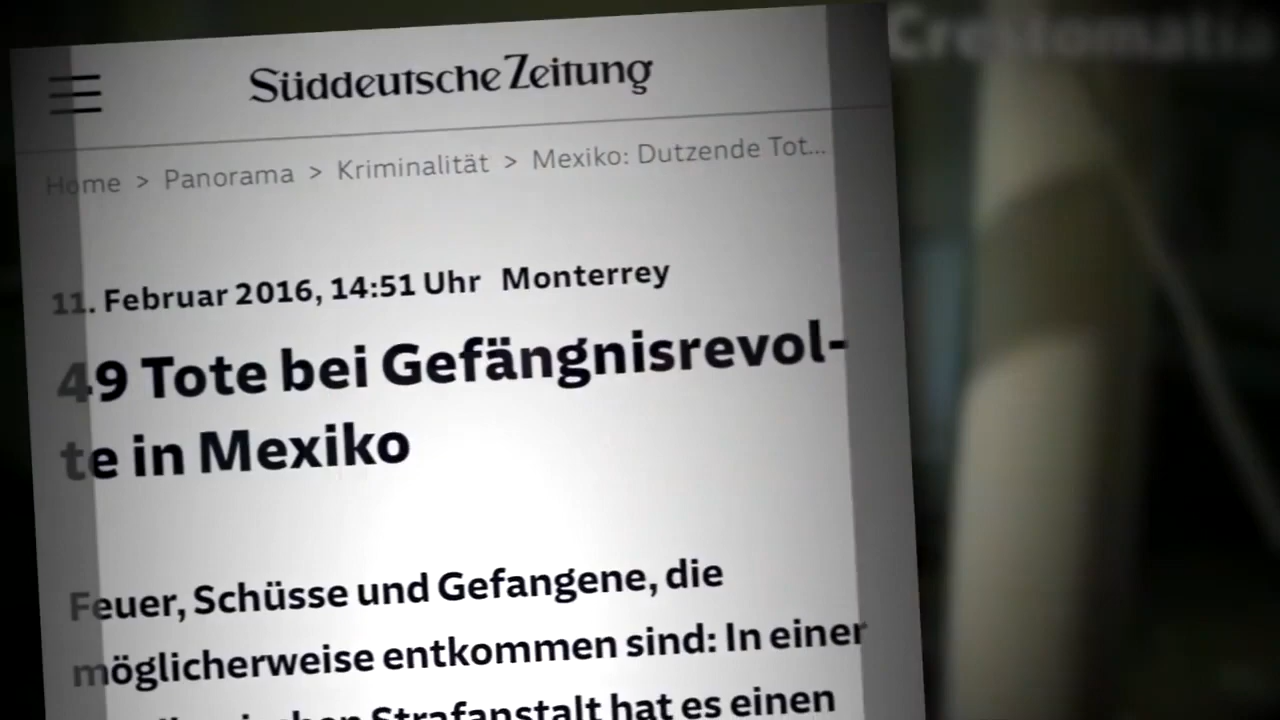 Crestomatia
Süddeutsche Zeitung
Home > Panorama > Kriminalität > Mexiko: Dutzende Tot...
11. Februar 2016, 14:51 Uhr Monterrey
49 Tote bei Gefängnisrevol-
te in Mexiko
Feuer, Schüsse und Gefangene, die
möglicherweise entkommen sind: In einer
Strafanstalt hat es einen